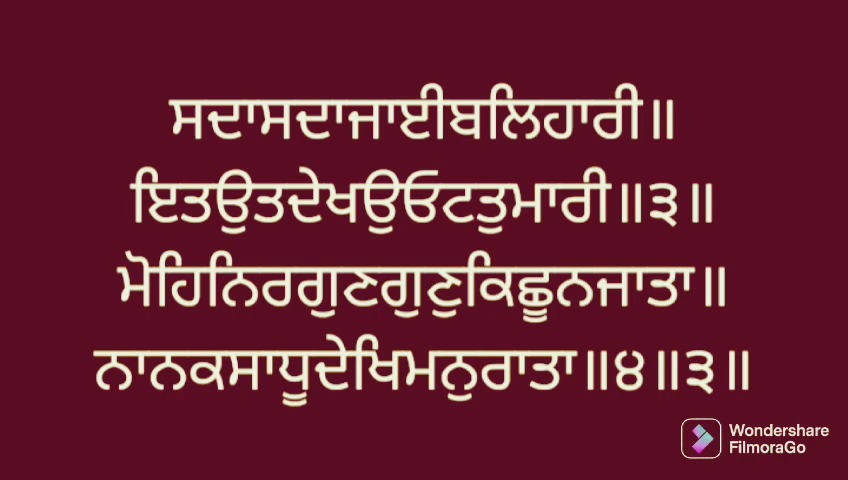 ਸਦਾਸਦਾਜਾਈਬਲਿਹਾਰੀ॥
ਇਤਉਤਦੇਖਉਓਟਤੁਮਾਰੀ॥੩॥
ਮੋਹਿਨਿਰਗੁਣਗੁਣੁਕਿਛੂਨਜਾਤਾ॥
ਨਾਨਕਸਾਧੂਦੇਖਿਮਨੁਰਾਤਾ॥੪॥੩॥
Wondershare
FilmoraGo